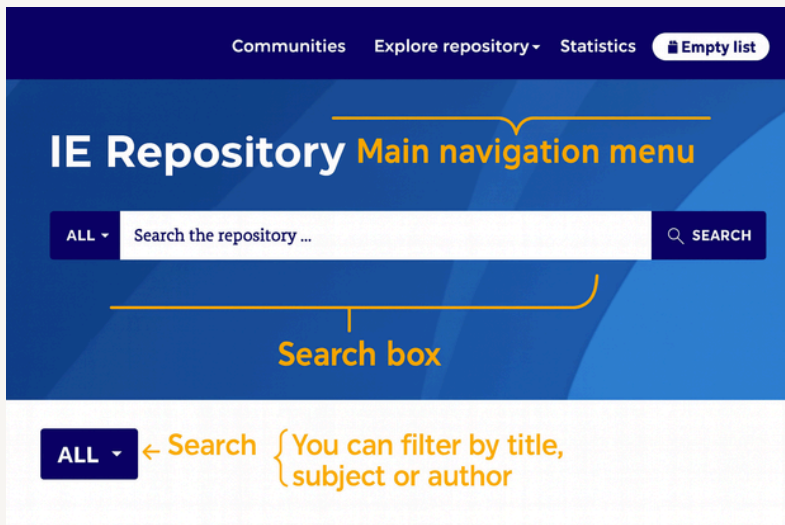 Communities Explore repository Statistics Empty list
IE Repository Main navigation menu
ALL Search the repository ... SEARCH
Search box
ALL ← Search You can filter by title,
subject or author